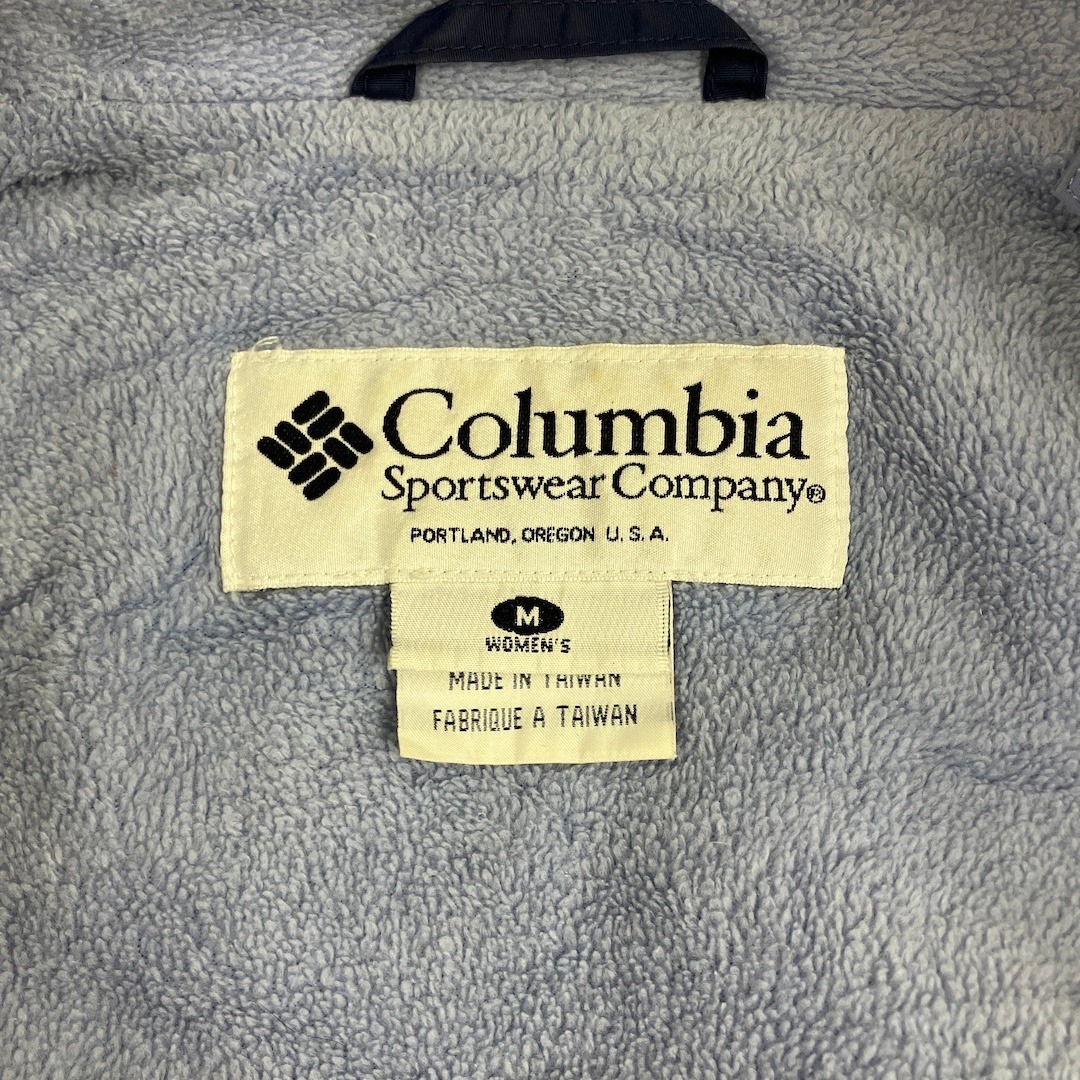 Columbia
Sportswear Company®
PORTLAND, OREGON U.S.A.
M
WOMEN'S
MADE IN TAIWAN
FABRIQUE A TAIWAN